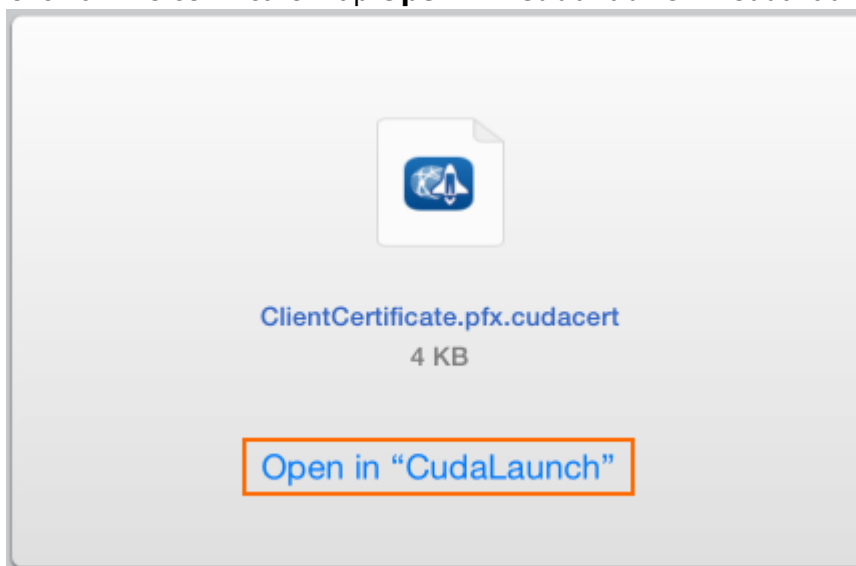 ClientCertificate.pfx.cudacert
4 KB
Open in “CudaLaunch”